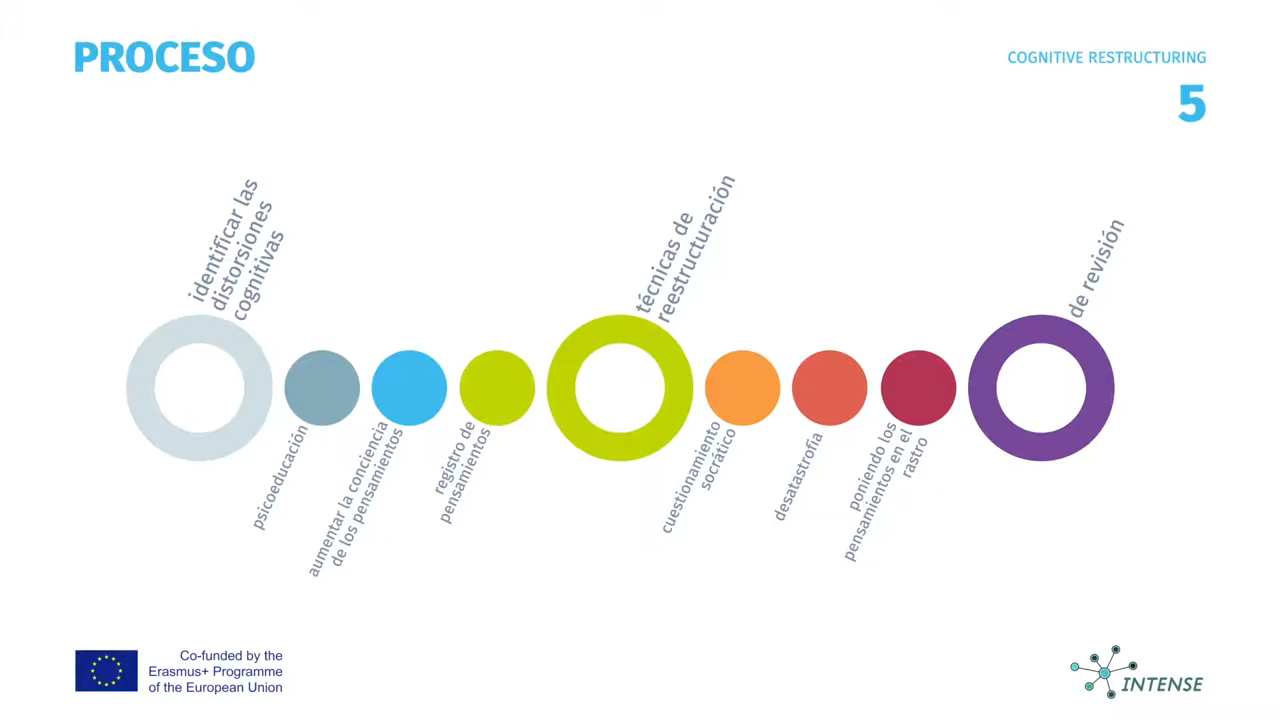 PROCESO
COGNITIVE RESTRUCTURING
5
identificar las
distorsiones
cognitivas
técnicas de
reestructuración
de revisión
psicoeducación
aumentar la conciencia
de los pensamientos
registro de
pensamientos
cuestionamiento
socrático
desatastrofia
poniendo los
pensamientos en el
rastro
Co-funded by the
Erasmus+ Programme
of the European Union
INTENSE